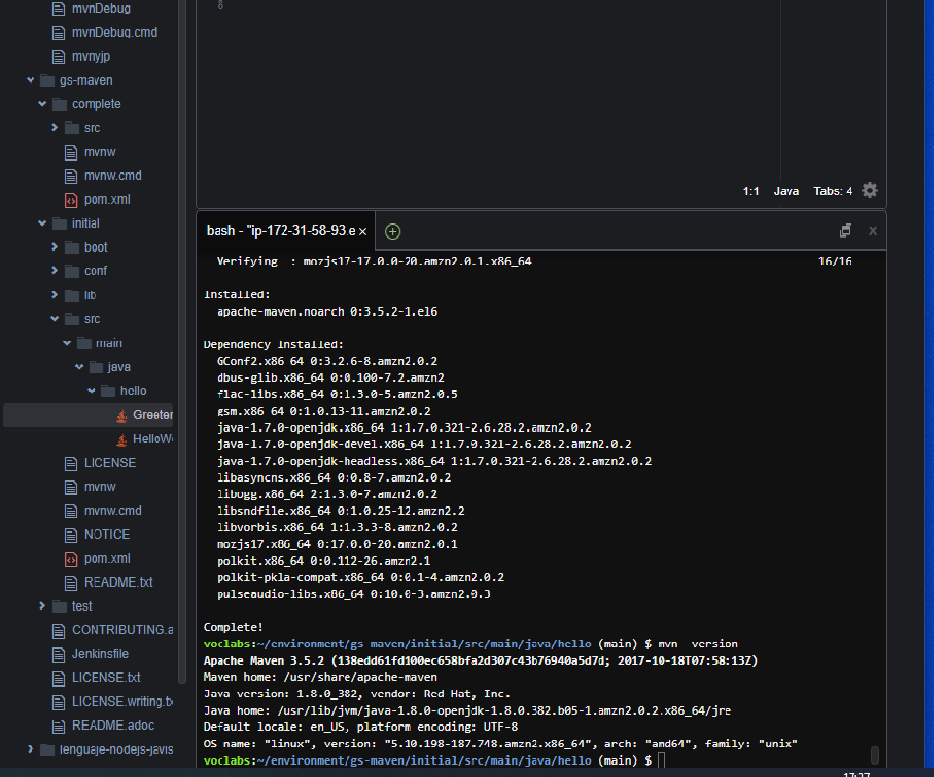 mvnDebug
mvnDebug.cmd
mvnyjp
gs-maven
complete
src
mvnw
mvnw.cmd
pom.xml
initial
boot
conf
lib
src
main
java
hello
Greeter
HelloWo
LICENSE
mvnw
mvnw.cmd
NOTICE
pom.xml
README.txt
test
CONTRIBUTING.a
Jenkinsfile
LICENSE.txt
LICENSE.writing.tx
README.adoc
lenguaje-nodejs-javis
8
1:1 Java Tabs: 4
bash - "ip-172-31-58-93.e ×
Verifying : mozjs17-17.0.0-20.amzn2.0.1.x86_64 16/16
Installed:
apache-maven.noarch 0:3.5.2-1.el6
Dependency Installed:
GConf2.x86_64 0:3.2.6-8.amzn2.0.2
dbus-glib.x86_64 0:0.100-7.2.amzn2
flac-libs.x86_64 0:1.3.0-5.amzn2.0.5
gsm.x86_64 0:1.0.13-11.amzn2.0.2
java-1.7.0-openjdk.x86_64 1:1.7.0.321-2.6.28.2.amzn2.0.2
java-1.7.0-openjdk-devel.x86_64 1:1.7.0.321-2.6.28.2.amzn2.0.2
java-1.7.0-openjdk-headless.x86_64 1:1.7.0.321-2.6.28.2.amzn2.0.2
libasyncns.x86_64 0:0.8-7.amzn2.0.2
libogg.x86_64 2:1.3.0-7.amzn2.0.2
libsndfile.x86_64 0:1.0.25-12.amzn2.2
libvorbis.x86_64 1:1.3.3-8.amzn2.0.2
mozjs17.x86_64 0:17.0.0-20.amzn2.0.1
polkit.x86_64 0:0.112-26.amzn2.1
polkit-pkla-compat.x86_64 0:0.1-4.amzn2.0.2
pulseaudio-libs.x86_64 0:10.0-3.amzn2.0.3
Complete!
voclabs:~/environment/gs-maven/initial/src/main/java/hello (main) $ mvn -version
Apache Maven 3.5.2 (138edd61fd100ec658bfa2d307c43b76940a5d7d; 2017-10-18T07:58:13Z)
Maven home: /usr/share/apache-maven
Java version: 1.8.0_382, vendor: Red Hat, Inc.
Java home: /usr/lib/jvm/java-1.8.0-openjdk-1.8.0.382.b05-1.amzn2.0.2.x86_64/jre
Default locale: en_US, platform encoding: UTF-8
OS name: "linux", version: "5.10.198-187.748.amzn2.x86_64", arch: "amd64", family: "unix"
voclabs:~/environment/gs-maven/initial/src/main/java/hello (main) $